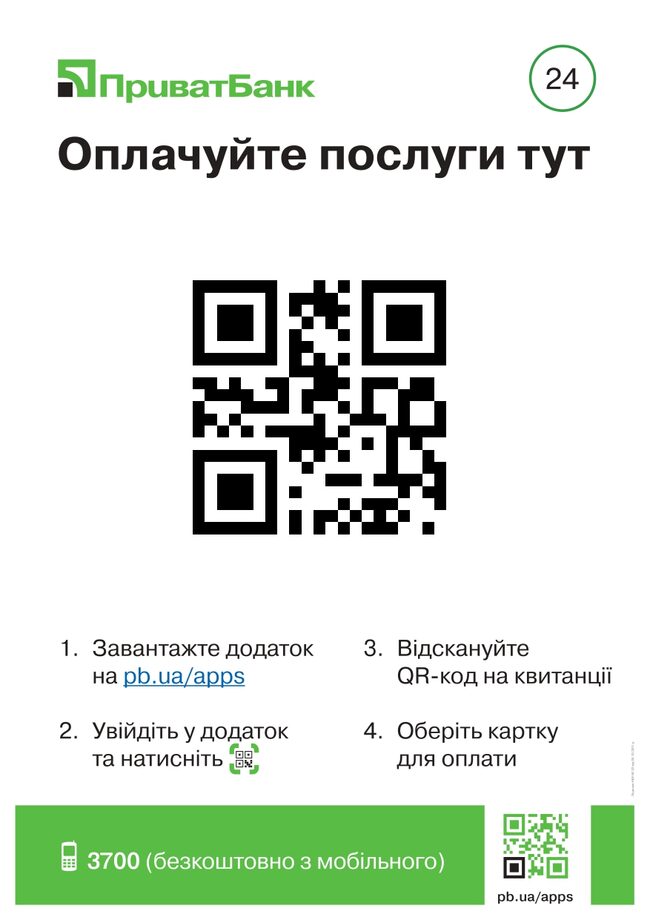 ПриватБанк
24
Оплачуйте послуги тут
1. Завантажте додаток
на pb.ua/apps
2. Увійдіть у додаток
та натисніть
3. Відскануйте
QR-код на квитанції
4. Оберіть картку
для оплати
3700 (безкоштовно з мобільного)
pb.ua/apps